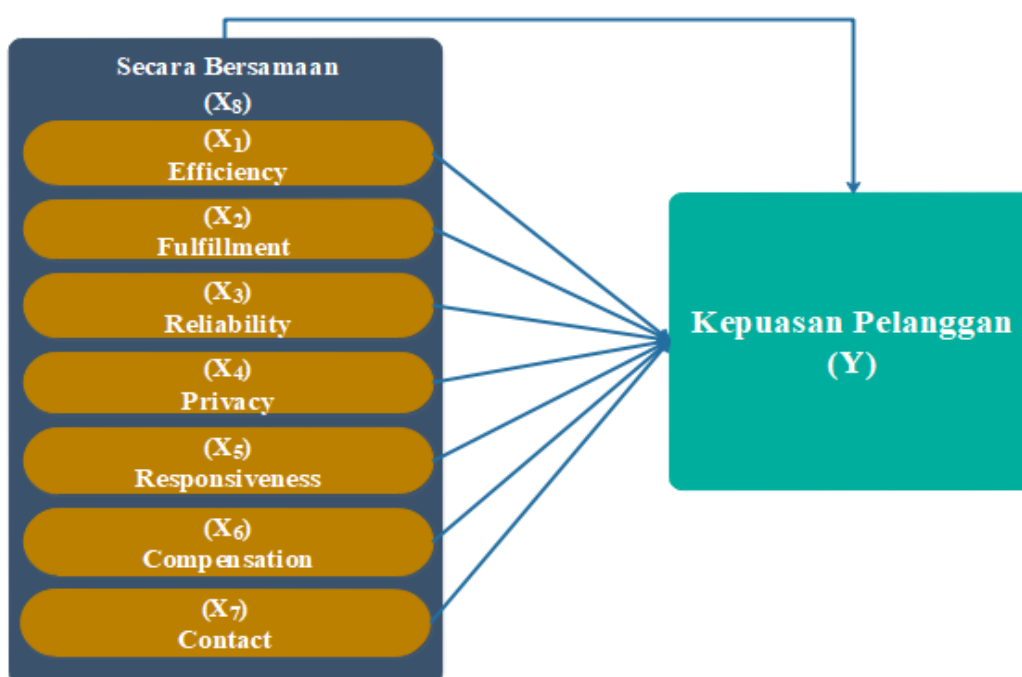 Secara Bersamaan
(X₈)
(X₁)
Efficiency
(X₂)
Fulfillment
(X₃)
Reliability
(X₄)
Privacy
(X₅)
Responsiveness
(X₆)
Compensation
(X₇)
Contact
Kepuasan Pelanggan
(Y)